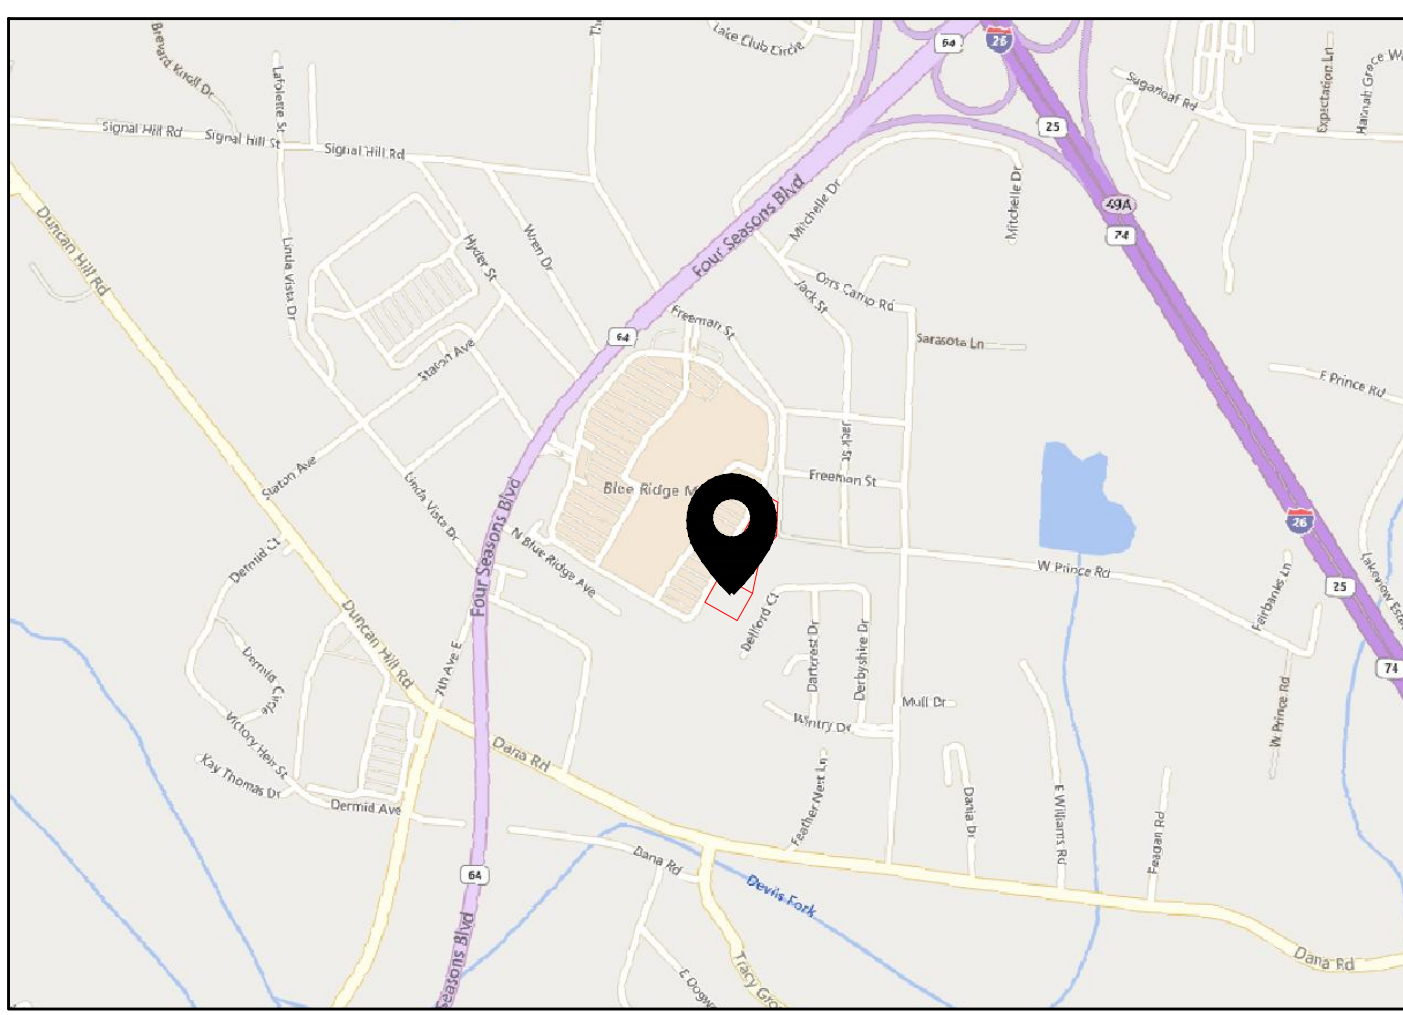 Brevard Knoll Dr
Lafolette St
Lake Club Circle
64
26
Sugarloaf Rd
Expectation Ln
Hannah Grace
Signal Hill Rd
Signal Hill St
Signal Hill Rd
25
Mitchelle Dr
Mitchelle Dr
49A
74
Duncan Hill Rd
Linda Vista Dr
Hyder St
Wren Dr
Four Seasons Blvd
Orrs Camp Rd
Jack St
Freeman St
64
Sarasota Ln
Staton Ave
E Prince Rd
Jack St
Freeman St
Staton Ave
Linda Vista Dr
Blue Ridge M
Four Seasons Blvd
26
N Blue Ridge Ave
Dermid Ct
W Prince Rd
Fairbanks Ln
25
Lakeview
Duncan Hill Rd
Dellford Ct
Dartcrest Dr
Derbyshire Dr
7th Ave E
Dermid Circle
74
W Prince Rd
Mull Dr
Wintry Dr
Victory Heir St
Dana Rd
Kay Thomas Dr
Feather Nest Ln
Dermid Ave
Dania Dr
E Williams Rd
Peaden Rd
Dana Rd
64
Devils Fork
Seasons Blvd
Tracy Gro
E Dogw
Dana Rd